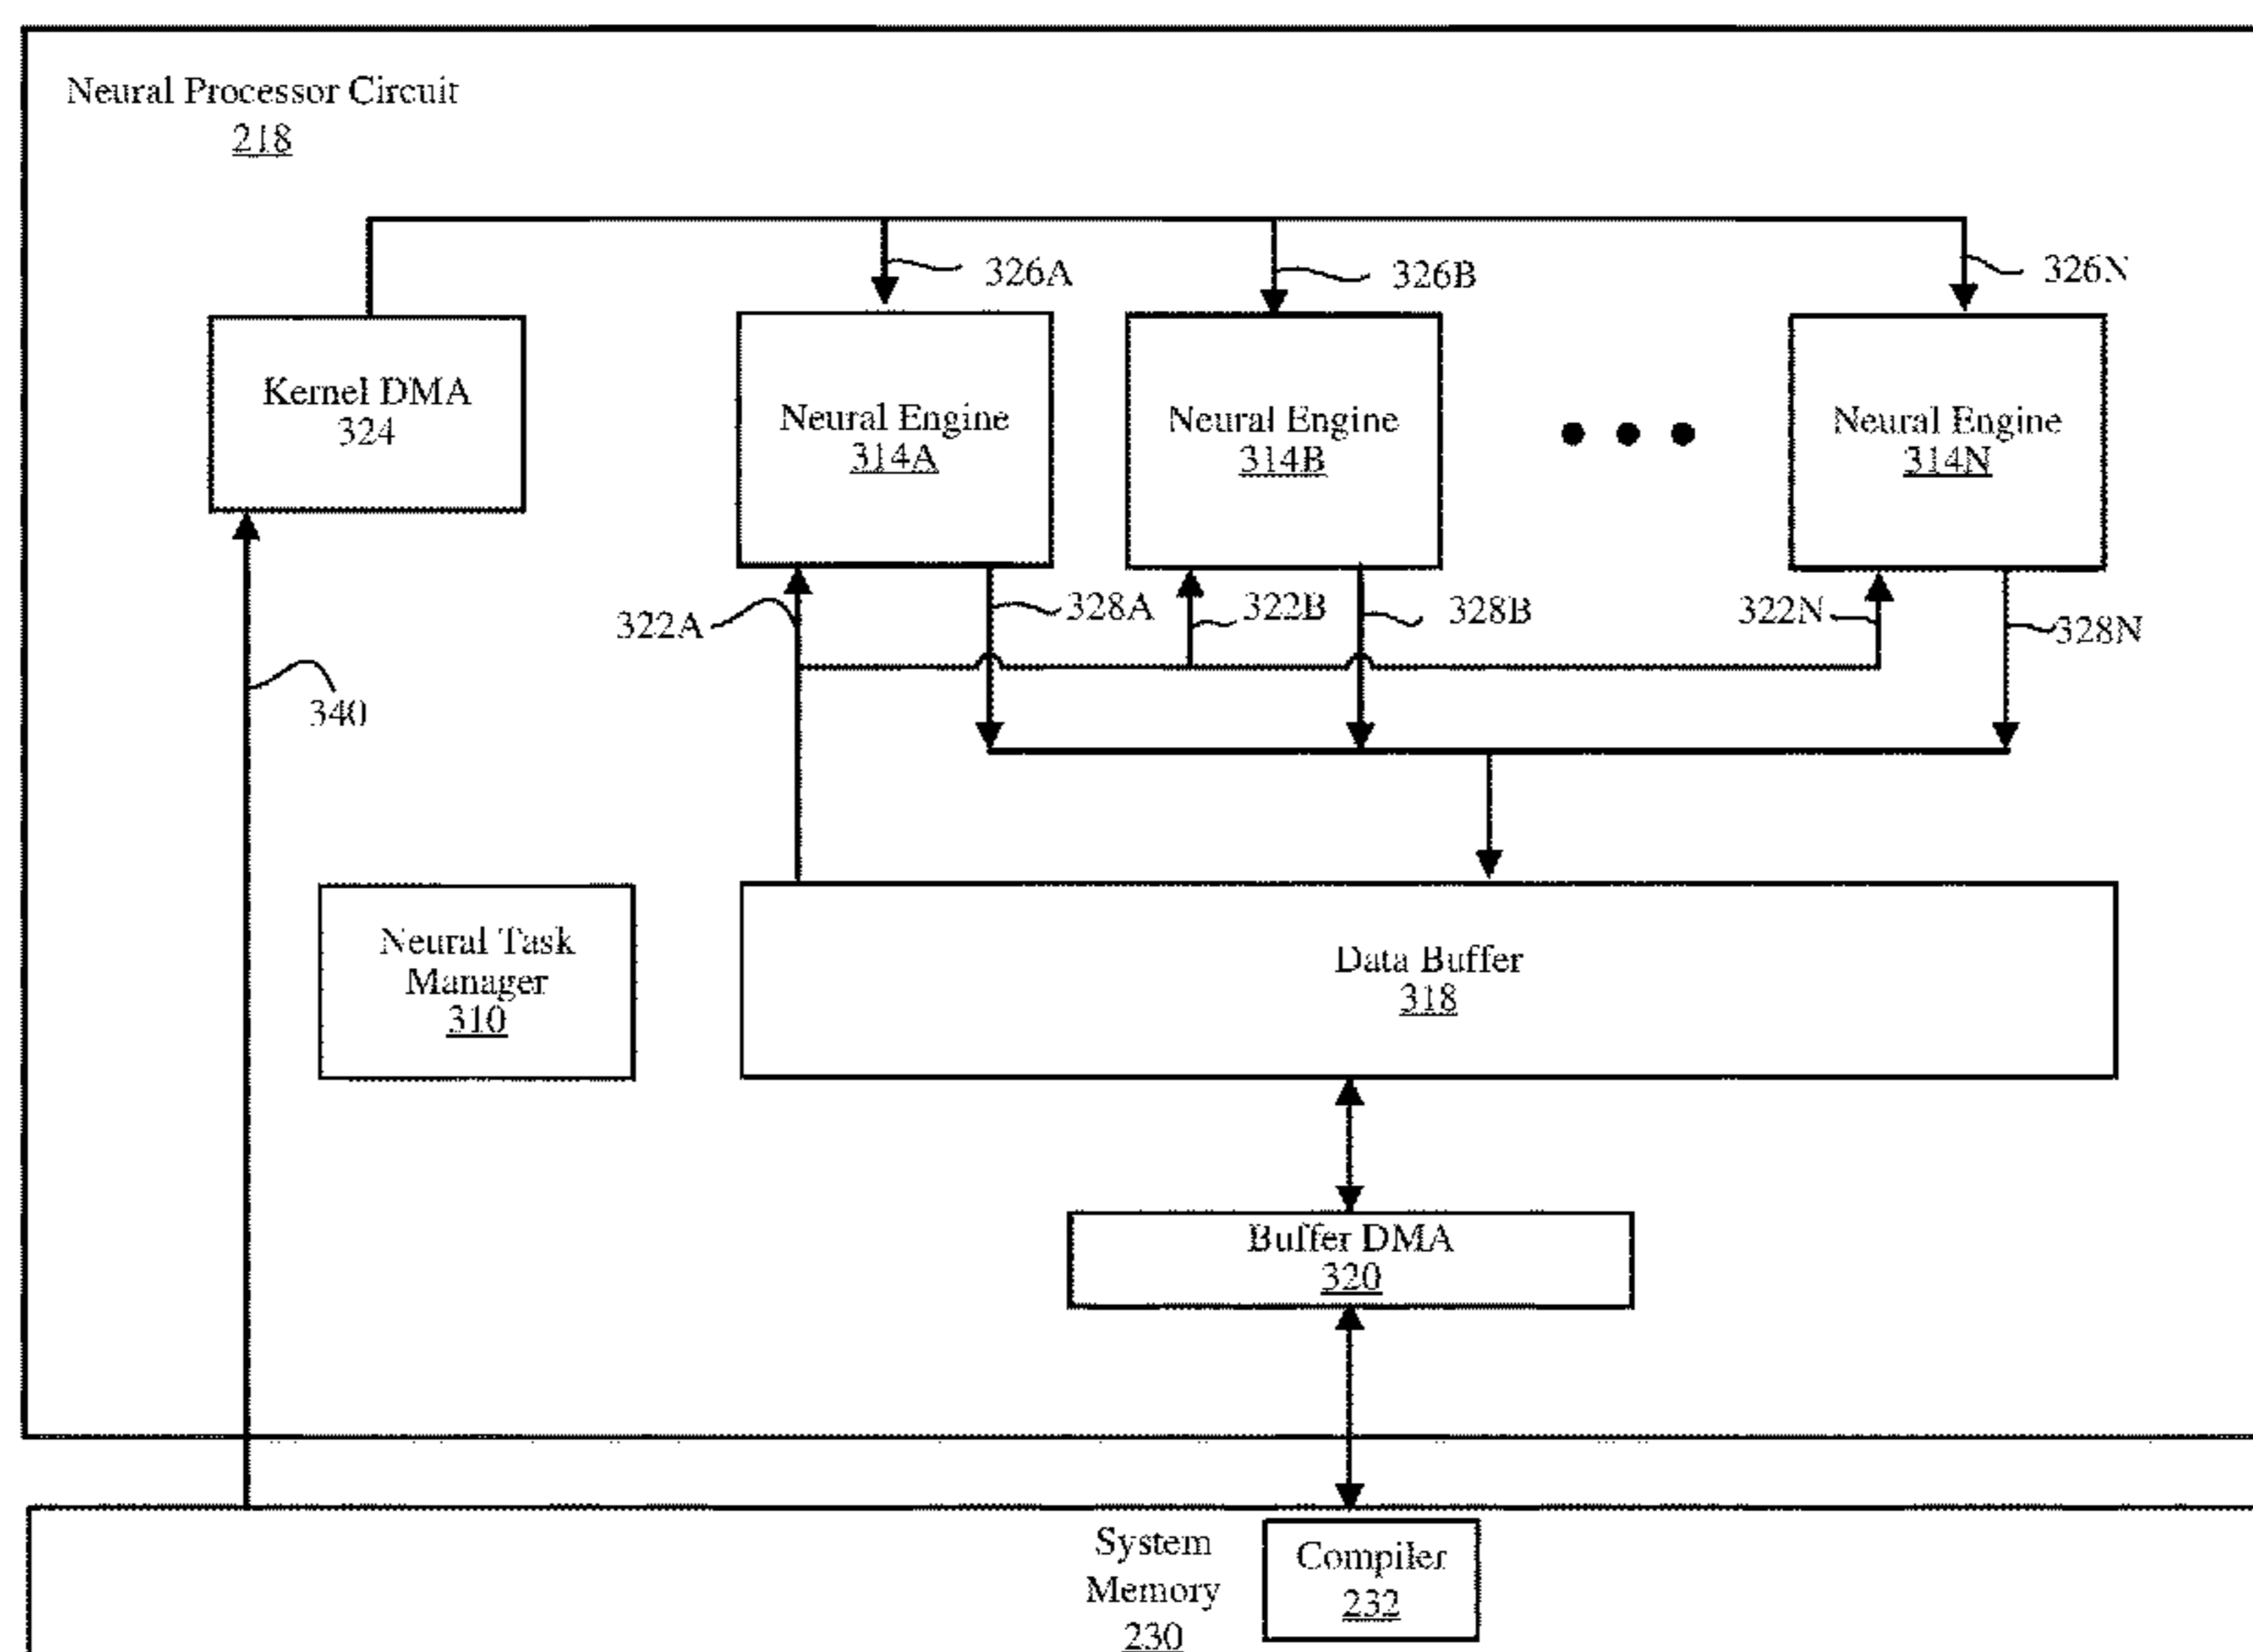 Neural Processor Circuit
218
326A
326B
326N
Kernel DMA
324
Neural Engine
314A
Neural Engine
314B
Neural Engine
314N
322A
328A
322B
328B
322N
328N
340
Neural Task
Manager
310
Data Buffer
318
Buffer DMA
320
System
Memory
230
Compiler
232